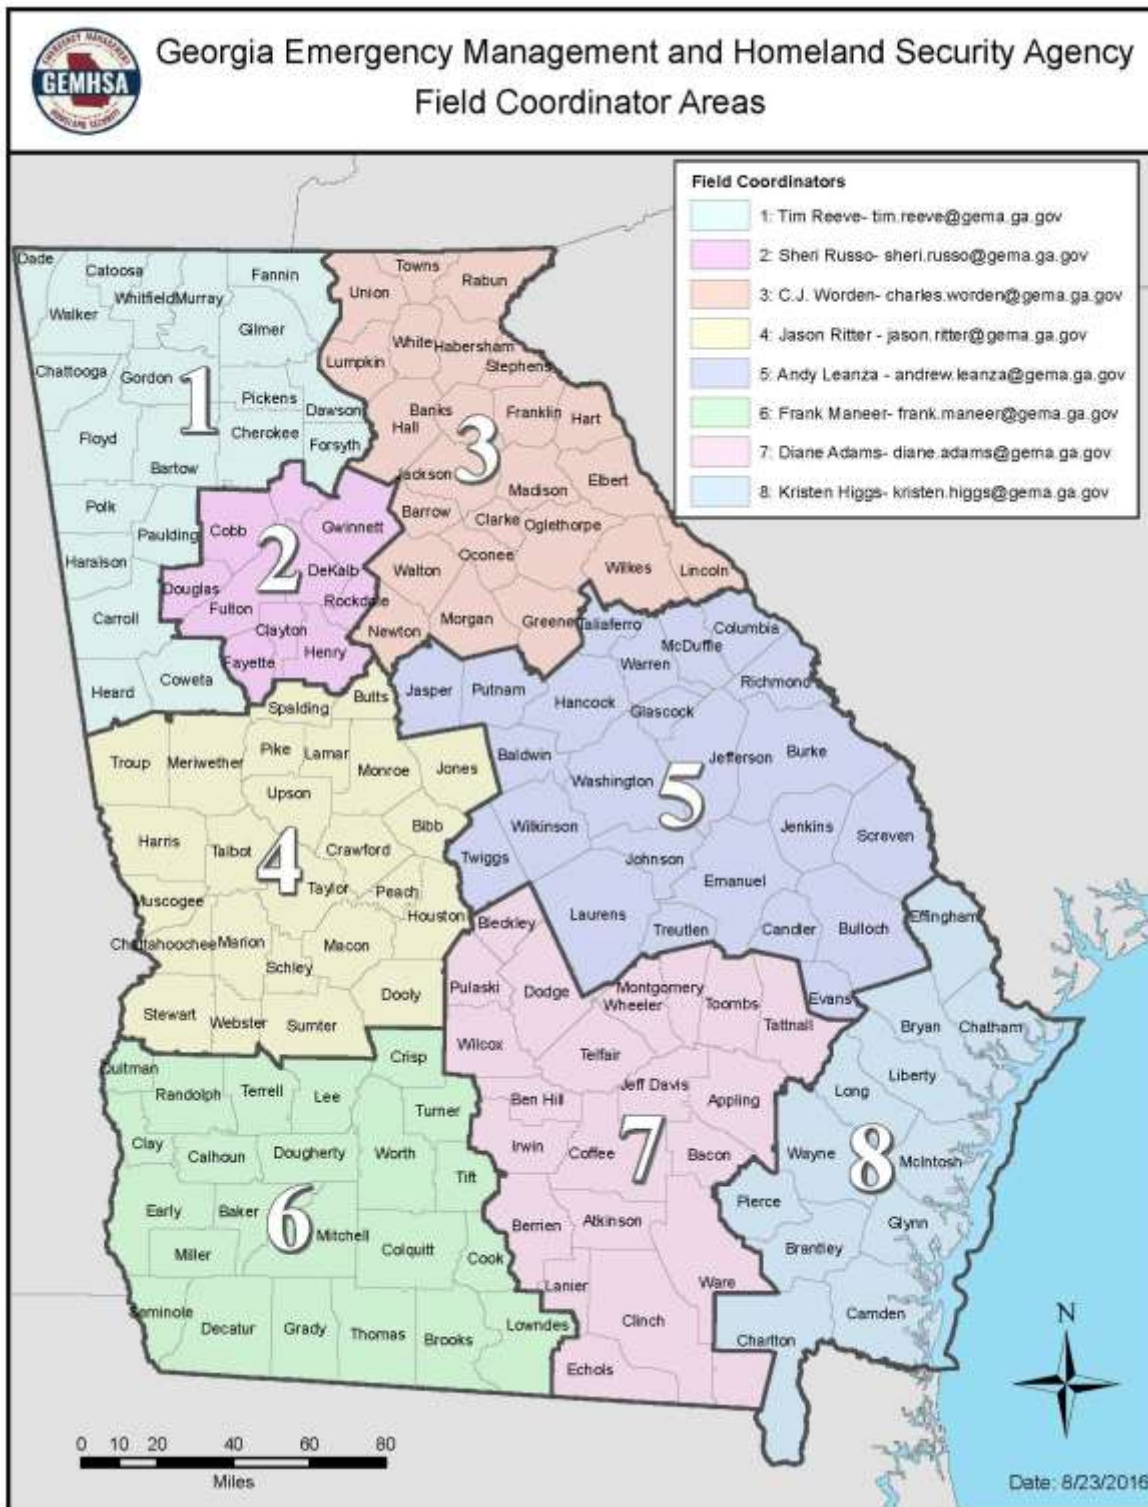 EMERGENCY MANAGEMENT
GEMHSA
HOMELAND SECURITY
Georgia Emergency Management and Homeland Security Agency
Field Coordinator Areas
Field Coordinators
1: Tim Reeve- tim.reeve@gema.ga.gov
2: Sheri Russo- sheri.russo@gema.ga.gov
3: C.J. Worden- charles.worden@gema.ga.gov
4: Jason Ritter - jason.ritter@gema.ga.gov
5: Andy Leanza - andrew.leanza@gema.ga.gov
6: Frank Maneer- frank.maneer@gema.ga.gov
7: Diane Adams- diane.adams@gema.ga.gov
8: Kristen Higgs- kristen.higgs@gema.ga.gov
Dade
Catoosa
Fannin
Whitfield
Murray
Walker
Gilmer
Chattooga
Gordon
1
Pickens
Dawson
Cherokee
Floyd
Forsyth
Bartow
Polk
Paulding
Haralson
Carroll
Heard
Coweta
Cobb
Gwinnett
2
DeKalb
Douglas
Fulton
Rockdale
Clayton
Henry
Fayette
Towns
Rabun
Union
White
Habersham
Lumpkin
Stephens
Banks
Franklin
Hart
Hall
3
Jackson
Elbert
Madison
Barrow
Clarke
Oglethorpe
Oconee
Walton
Wilkes
Lincoln
Morgan
Greene
Newton
Butts
Spalding
Pike
Lamar
Troup
Meriwether
Monroe
Jones
Upson
Bibb
Harris
Talbot
4
Crawford
Taylor
Peach
Muscogee
Houston
Chattahoochee
Marion
Macon
Schley
Dooly
Stewart
Webster
Sumter
Taliaferro
Columbia
McDuffie
Warren
Jasper
Putnam
Richmond
Hancock
Glascock
Baldwin
Jefferson
Burke
Washington
5
Wilkinson
Jenkins
Screven
Twiggs
Johnson
Emanuel
Laurens
Treutlen
Candler
Bulloch
Evans
Quitman
Crisp
Randolph
Terrell
Lee
Turner
Clay
Calhoun
Dougherty
Worth
Tift
Early
Baker
6
Mitchell
Miller
Colquitt
Cook
Seminole
Decatur
Grady
Thomas
Brooks
Lowndes
Bleckley
Pulaski
Dodge
Montgomery
Wheeler
Toombs
Tattnall
Wilcox
Telfair
Jeff Davis
Ben Hill
Appling
Irwin
Coffee
7
Bacon
Berrien
Atkinson
Lanier
Ware
Clinch
Echols
Effingham
Bryan
Chatham
Liberty
Long
Wayne
8
McIntosh
Pierce
Glynn
Brantley
Camden
Charlton
N
0 10 20 40 60 80
Miles
Date: 8/23/2016